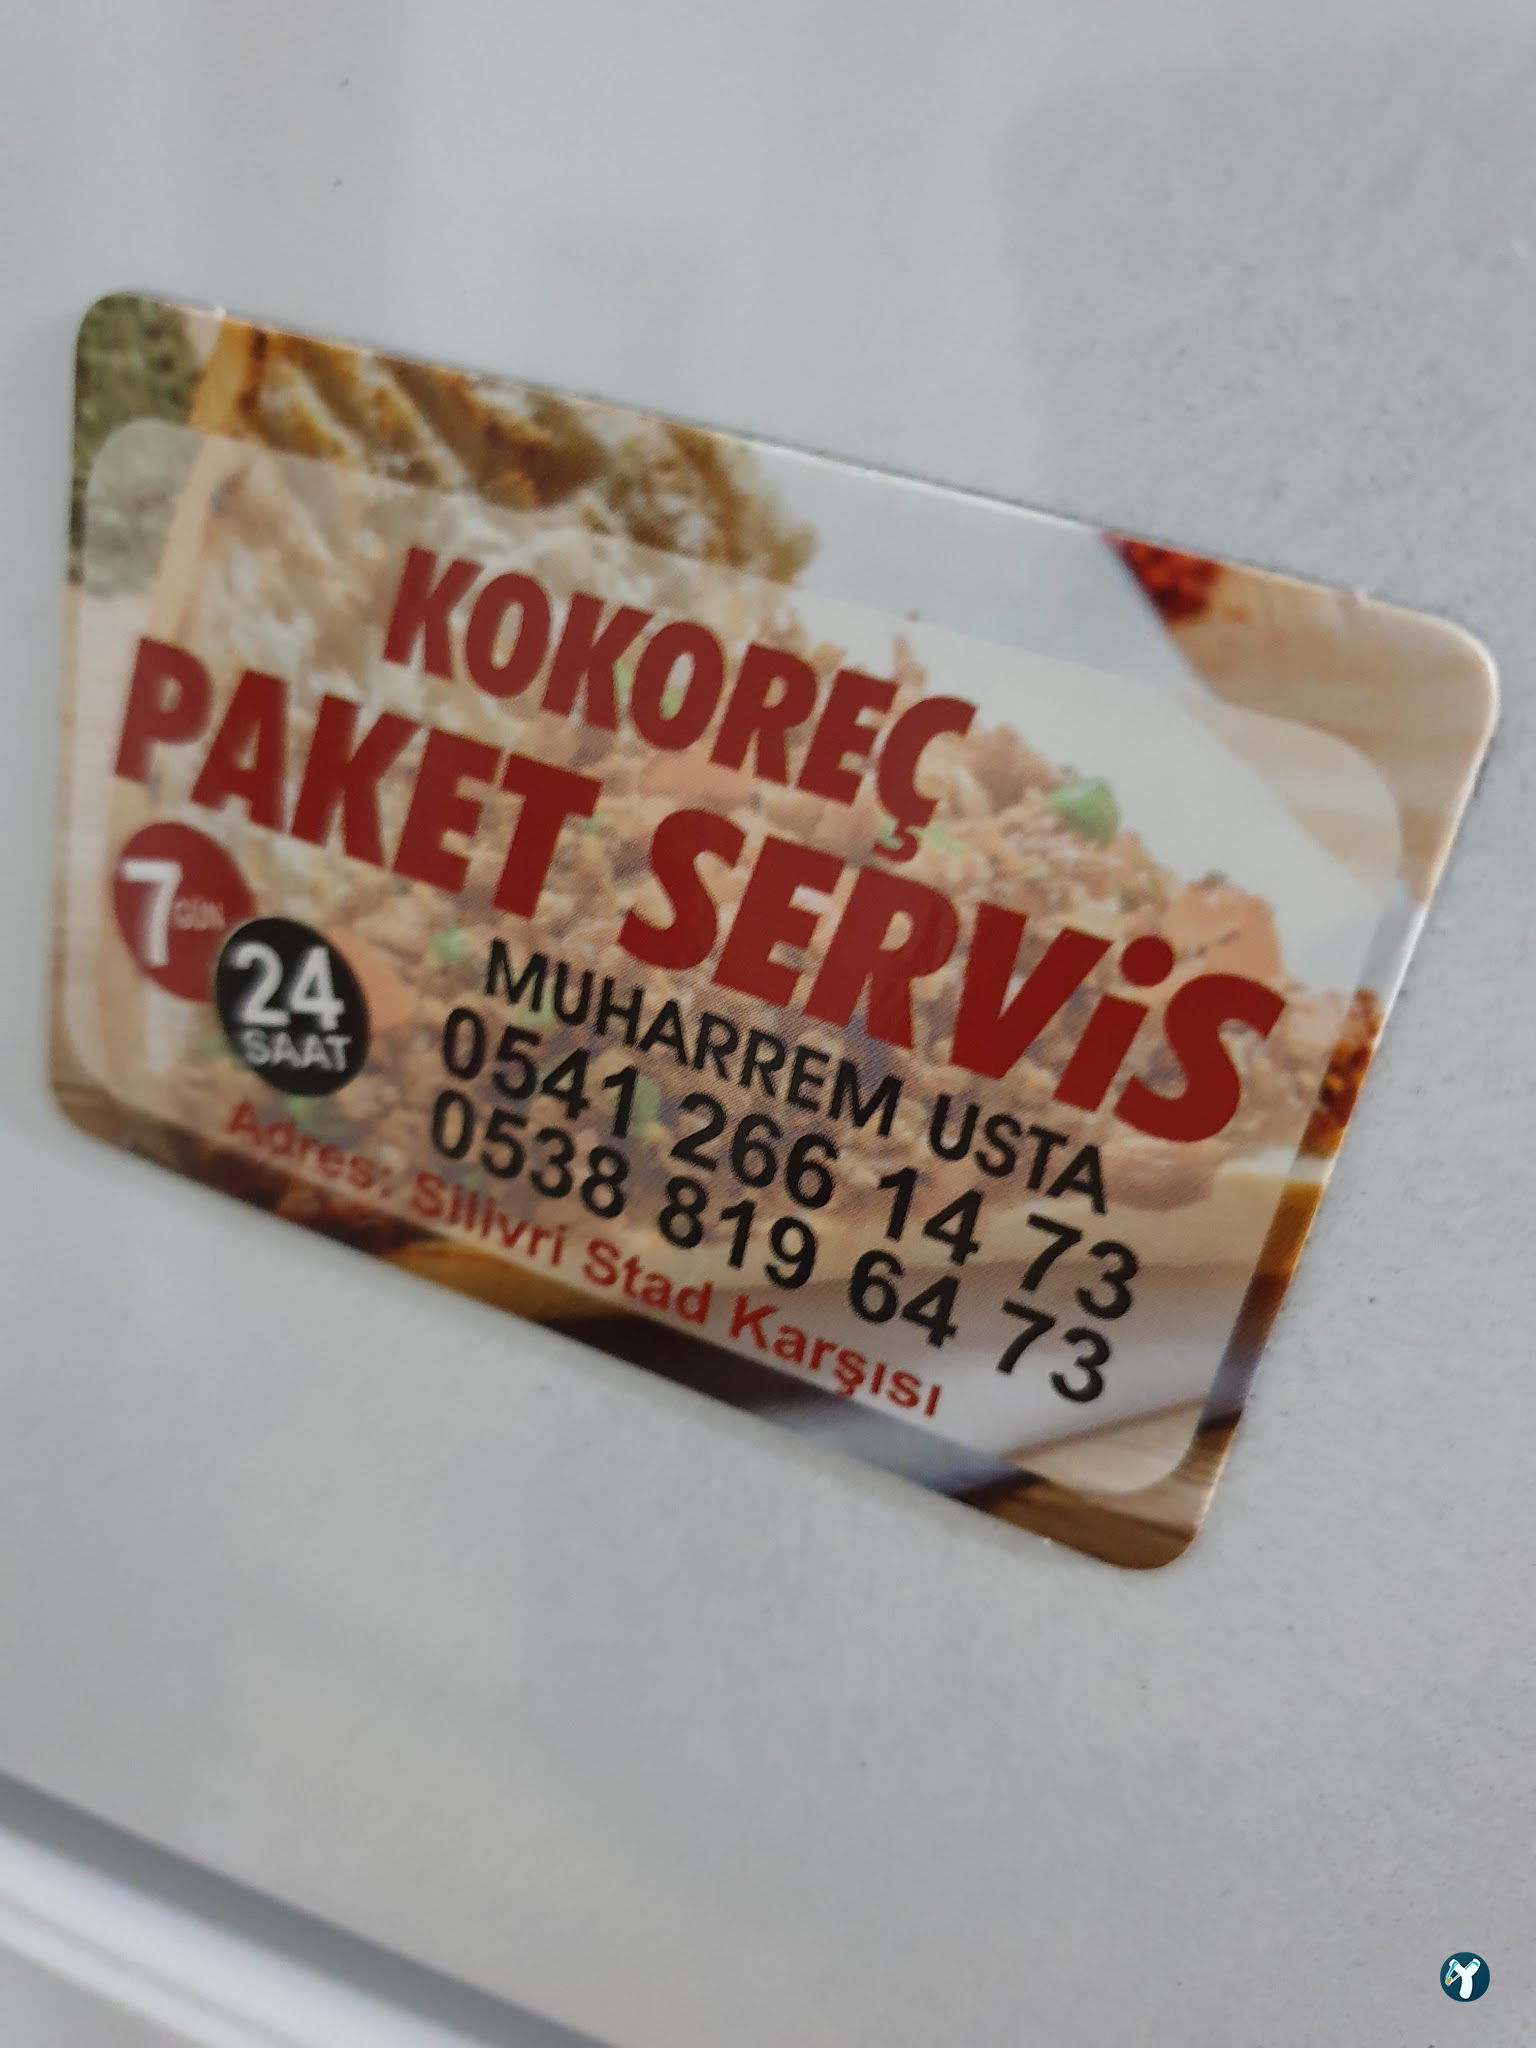 KOKOREÇ
PAKET SERVİS
7 GÜN
24 SAAT
MUHARREM USTA
0541 266 14 73
0538 819 64 73
Adres: Silivri Stad Karşısı